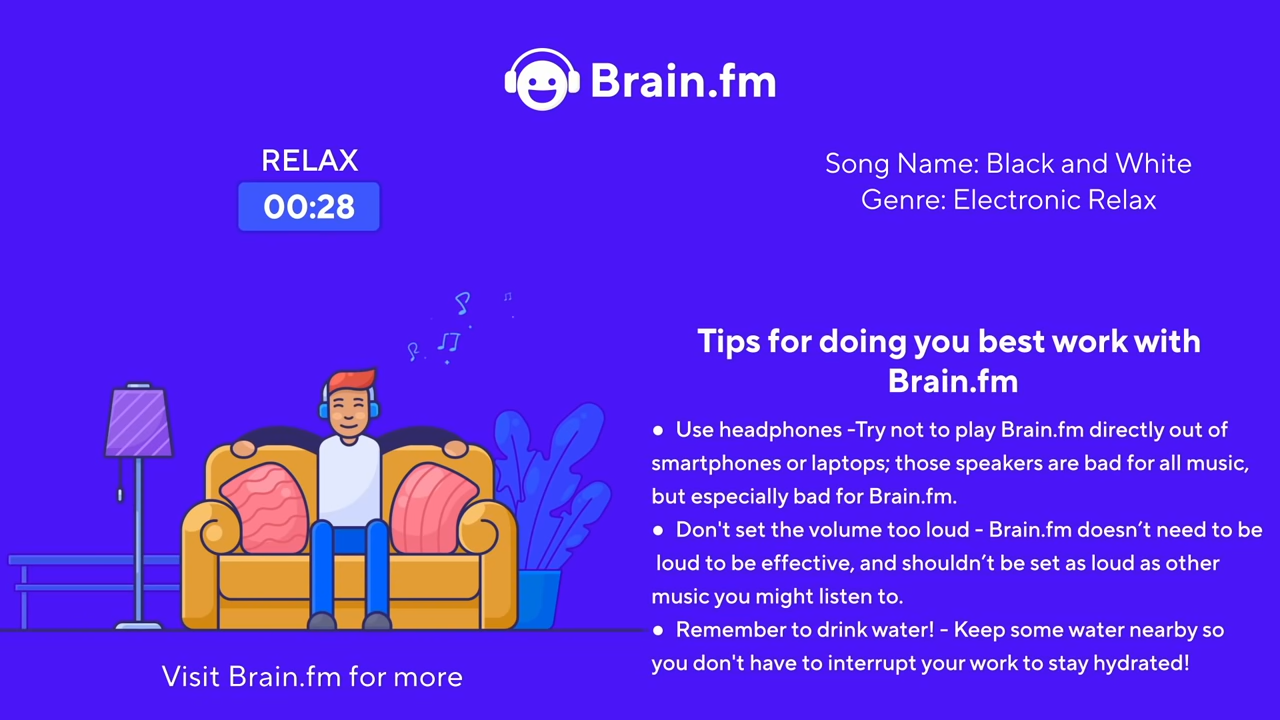 Brain.fm
RELAX
00:28
Song Name: Black and White
Genre: Electronic Relax
Tips for doing you best work with
Brain.fm
● Use headphones -Try not to play Brain.fm directly out of
smartphones or laptops; those speakers are bad for all music,
but especially bad for Brain.fm.
● Don't set the volume too loud - Brain.fm doesn’t need to be
loud to be effective, and shouldn’t be set as loud as other
music you might listen to.
● Remember to drink water! - Keep some water nearby so
you don't have to interrupt your work to stay hydrated!
Visit Brain.fm for more